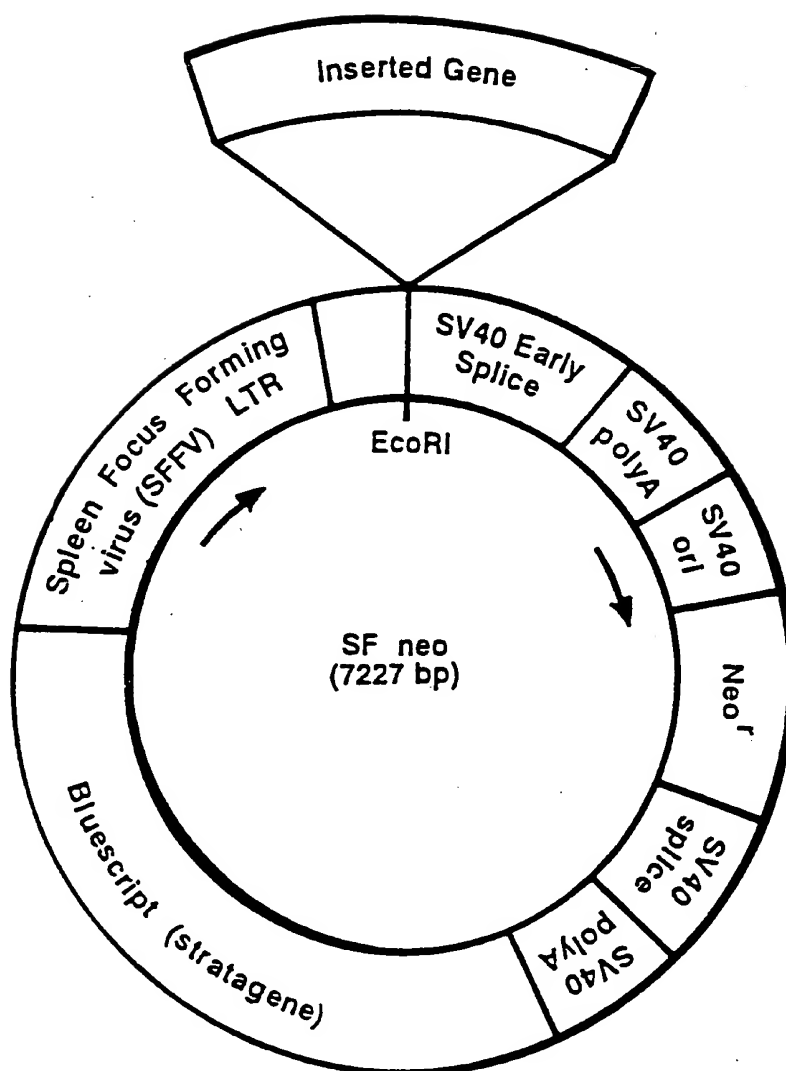 Inserted Gene
SV40 Early
Splice
SV40
polyA
SV40
ori
Neo^r
SV40
splice
SV40
polyA
Bluescript (stratagene)
Spleen Focus Forming
virus (SFFV) LTR
EcoRI
SF neo
(7227 bp)